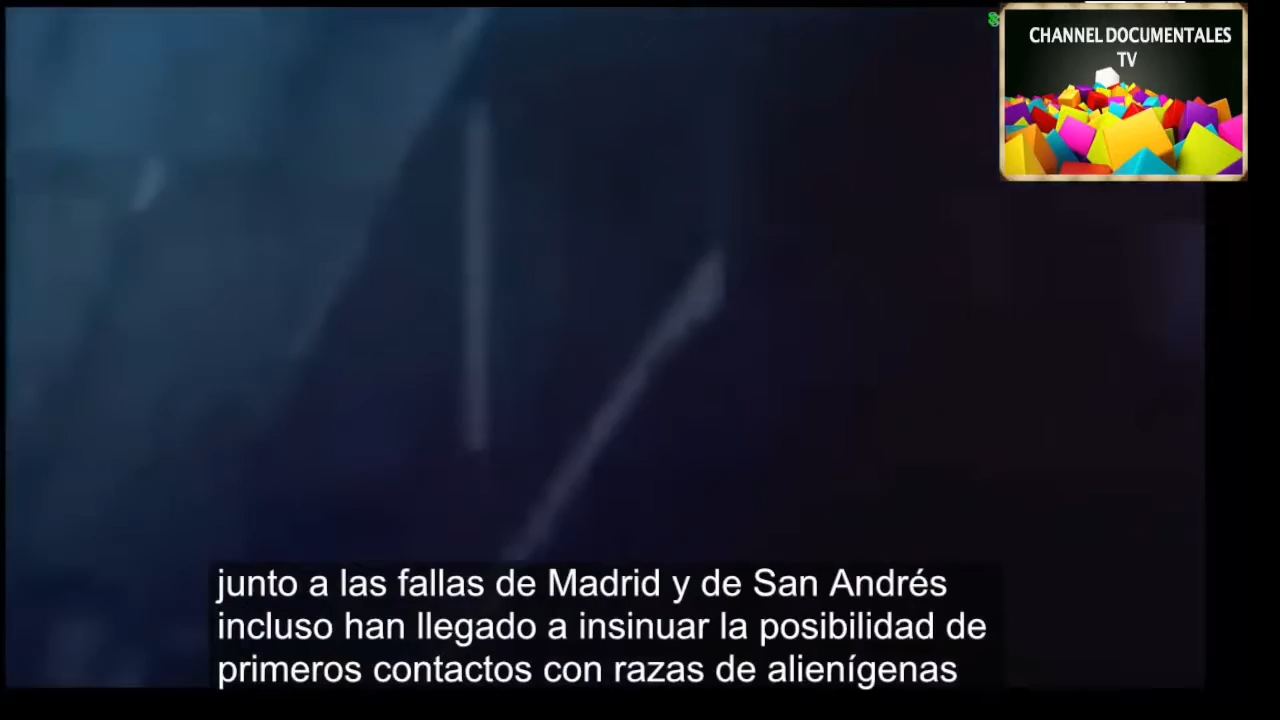 CHANNEL DOCUMENTALES
TV
junto a las fallas de Madrid y de San Andrés
incluso han llegado a insinuar la posibilidad de
primeros contactos con razas de alienígenas